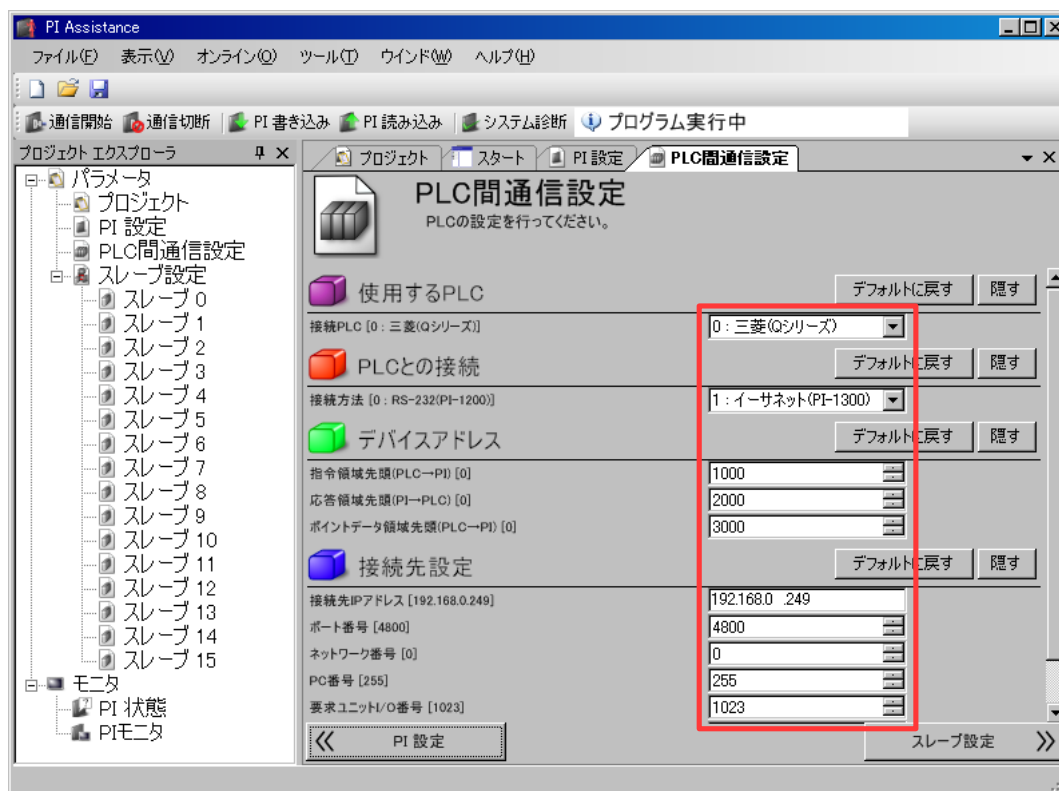 PI Assistance
ファイル(F) 表示(V) オンライン(O) ツール(T) ウインド(W) ヘルプ(H)
通信開始 通信切断 PI 書き込み PI 読み込み システム診断 プログラム実行中
プロジェクト エクスプローラ
パラメータ
プロジェクト
PI 設定
PLC間通信設定
スレーブ設定
スレーブ 0
スレーブ 1
スレーブ 2
スレーブ 3
スレーブ 4
スレーブ 5
スレーブ 6
スレーブ 7
スレーブ 8
スレーブ 9
スレーブ 10
スレーブ 11
スレーブ 12
スレーブ 13
スレーブ 14
スレーブ 15
モニタ
PI 状態
PIモニタ
プロジェクト スタート PI 設定 PLC間通信設定
PLC間通信設定
PLCの設定を行ってください。
使用するPLC デフォルトに戻す 隠す
接続PLC [0 : 三菱(Qシリーズ)] 0 : 三菱(Qシリーズ)
PLCとの接続 デフォルトに戻す 隠す
接続方法 [0 : RS-232(PI-1200)] 1 : イーサネット(PI-1300)
デバイスアドレス デフォルトに戻す 隠す
指令領域先頭(PLC→PI) [0] 1000
応答領域先頭(PI→PLC) [0] 2000
ポイントデータ領域先頭(PLC→PI) [0] 3000
接続先設定 デフォルトに戻す 隠す
接続先IPアドレス [192.168.0.249] 192.168.0 .249
ポート番号 [4800] 4800
ネットワーク番号 [0] 0
PC番号 [255] 255
要求ユニットI/O番号 [1023] 1023
PI 設定 スレーブ設定